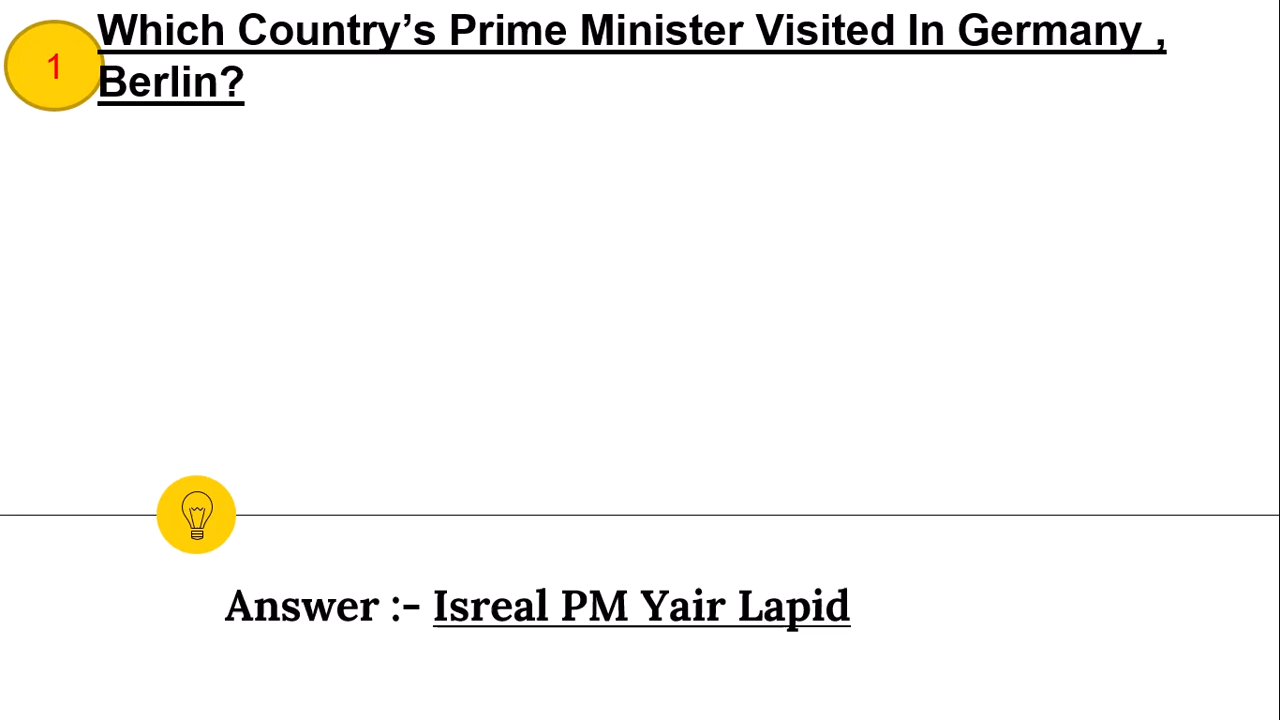 1
Which Country’s Prime Minister Visited In Germany ,
Berlin?
Answer :- Isreal PM Yair Lapid